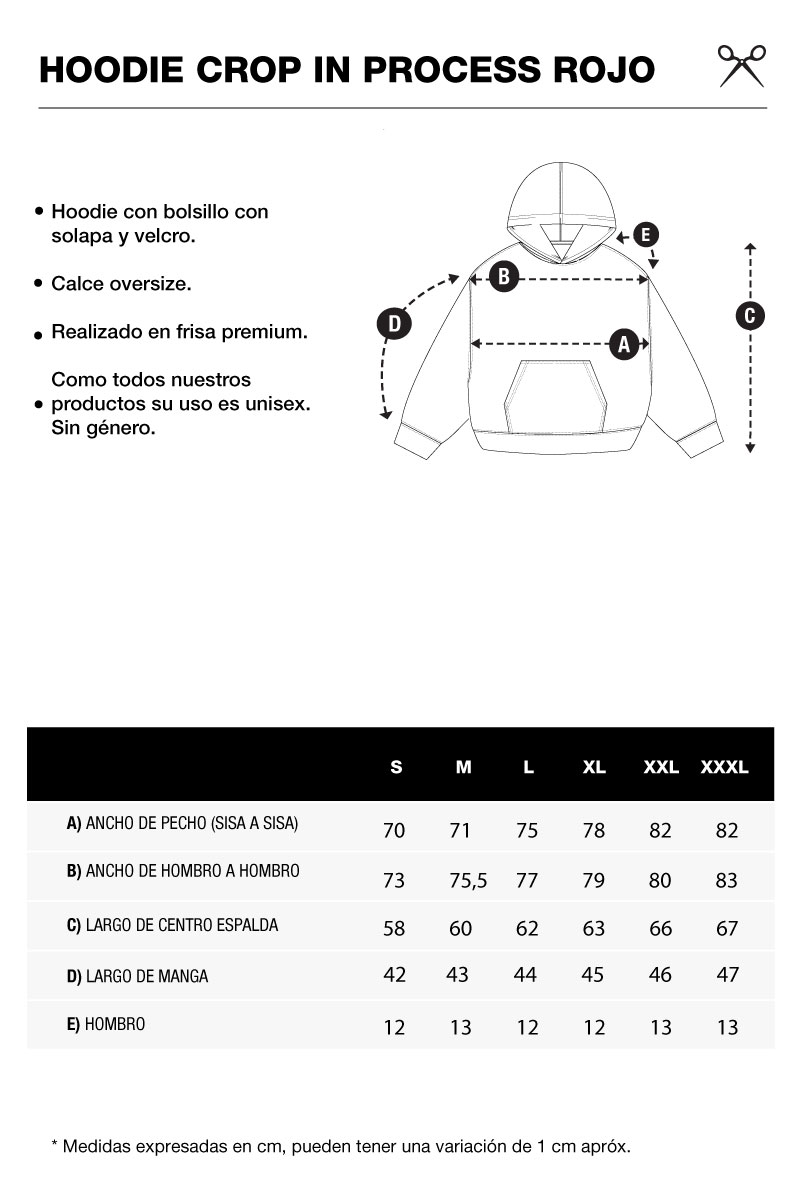 HOODIE CROP IN PROCESS ROJO
• Hoodie con bolsillo con
solapa y velcro.
• Calce oversize.
• Realizado en frisa premium.
Como todos nuestros
• productos su uso es unisex.
Sin género.
E
B
D
C
A
S M L XL XXL XXXL
A) ANCHO DE PECHO (SISA A SISA) 70 71 75 78 82 82
B) ANCHO DE HOMBRO A HOMBRO 73 75,5 77 79 80 83
C) LARGO DE CENTRO ESPALDA 58 60 62 63 66 67
D) LARGO DE MANGA 42 43 44 45 46 47
E) HOMBRO 12 13 12 12 13 13
* Medidas expresadas en cm, pueden tener una variación de 1 cm apróx.